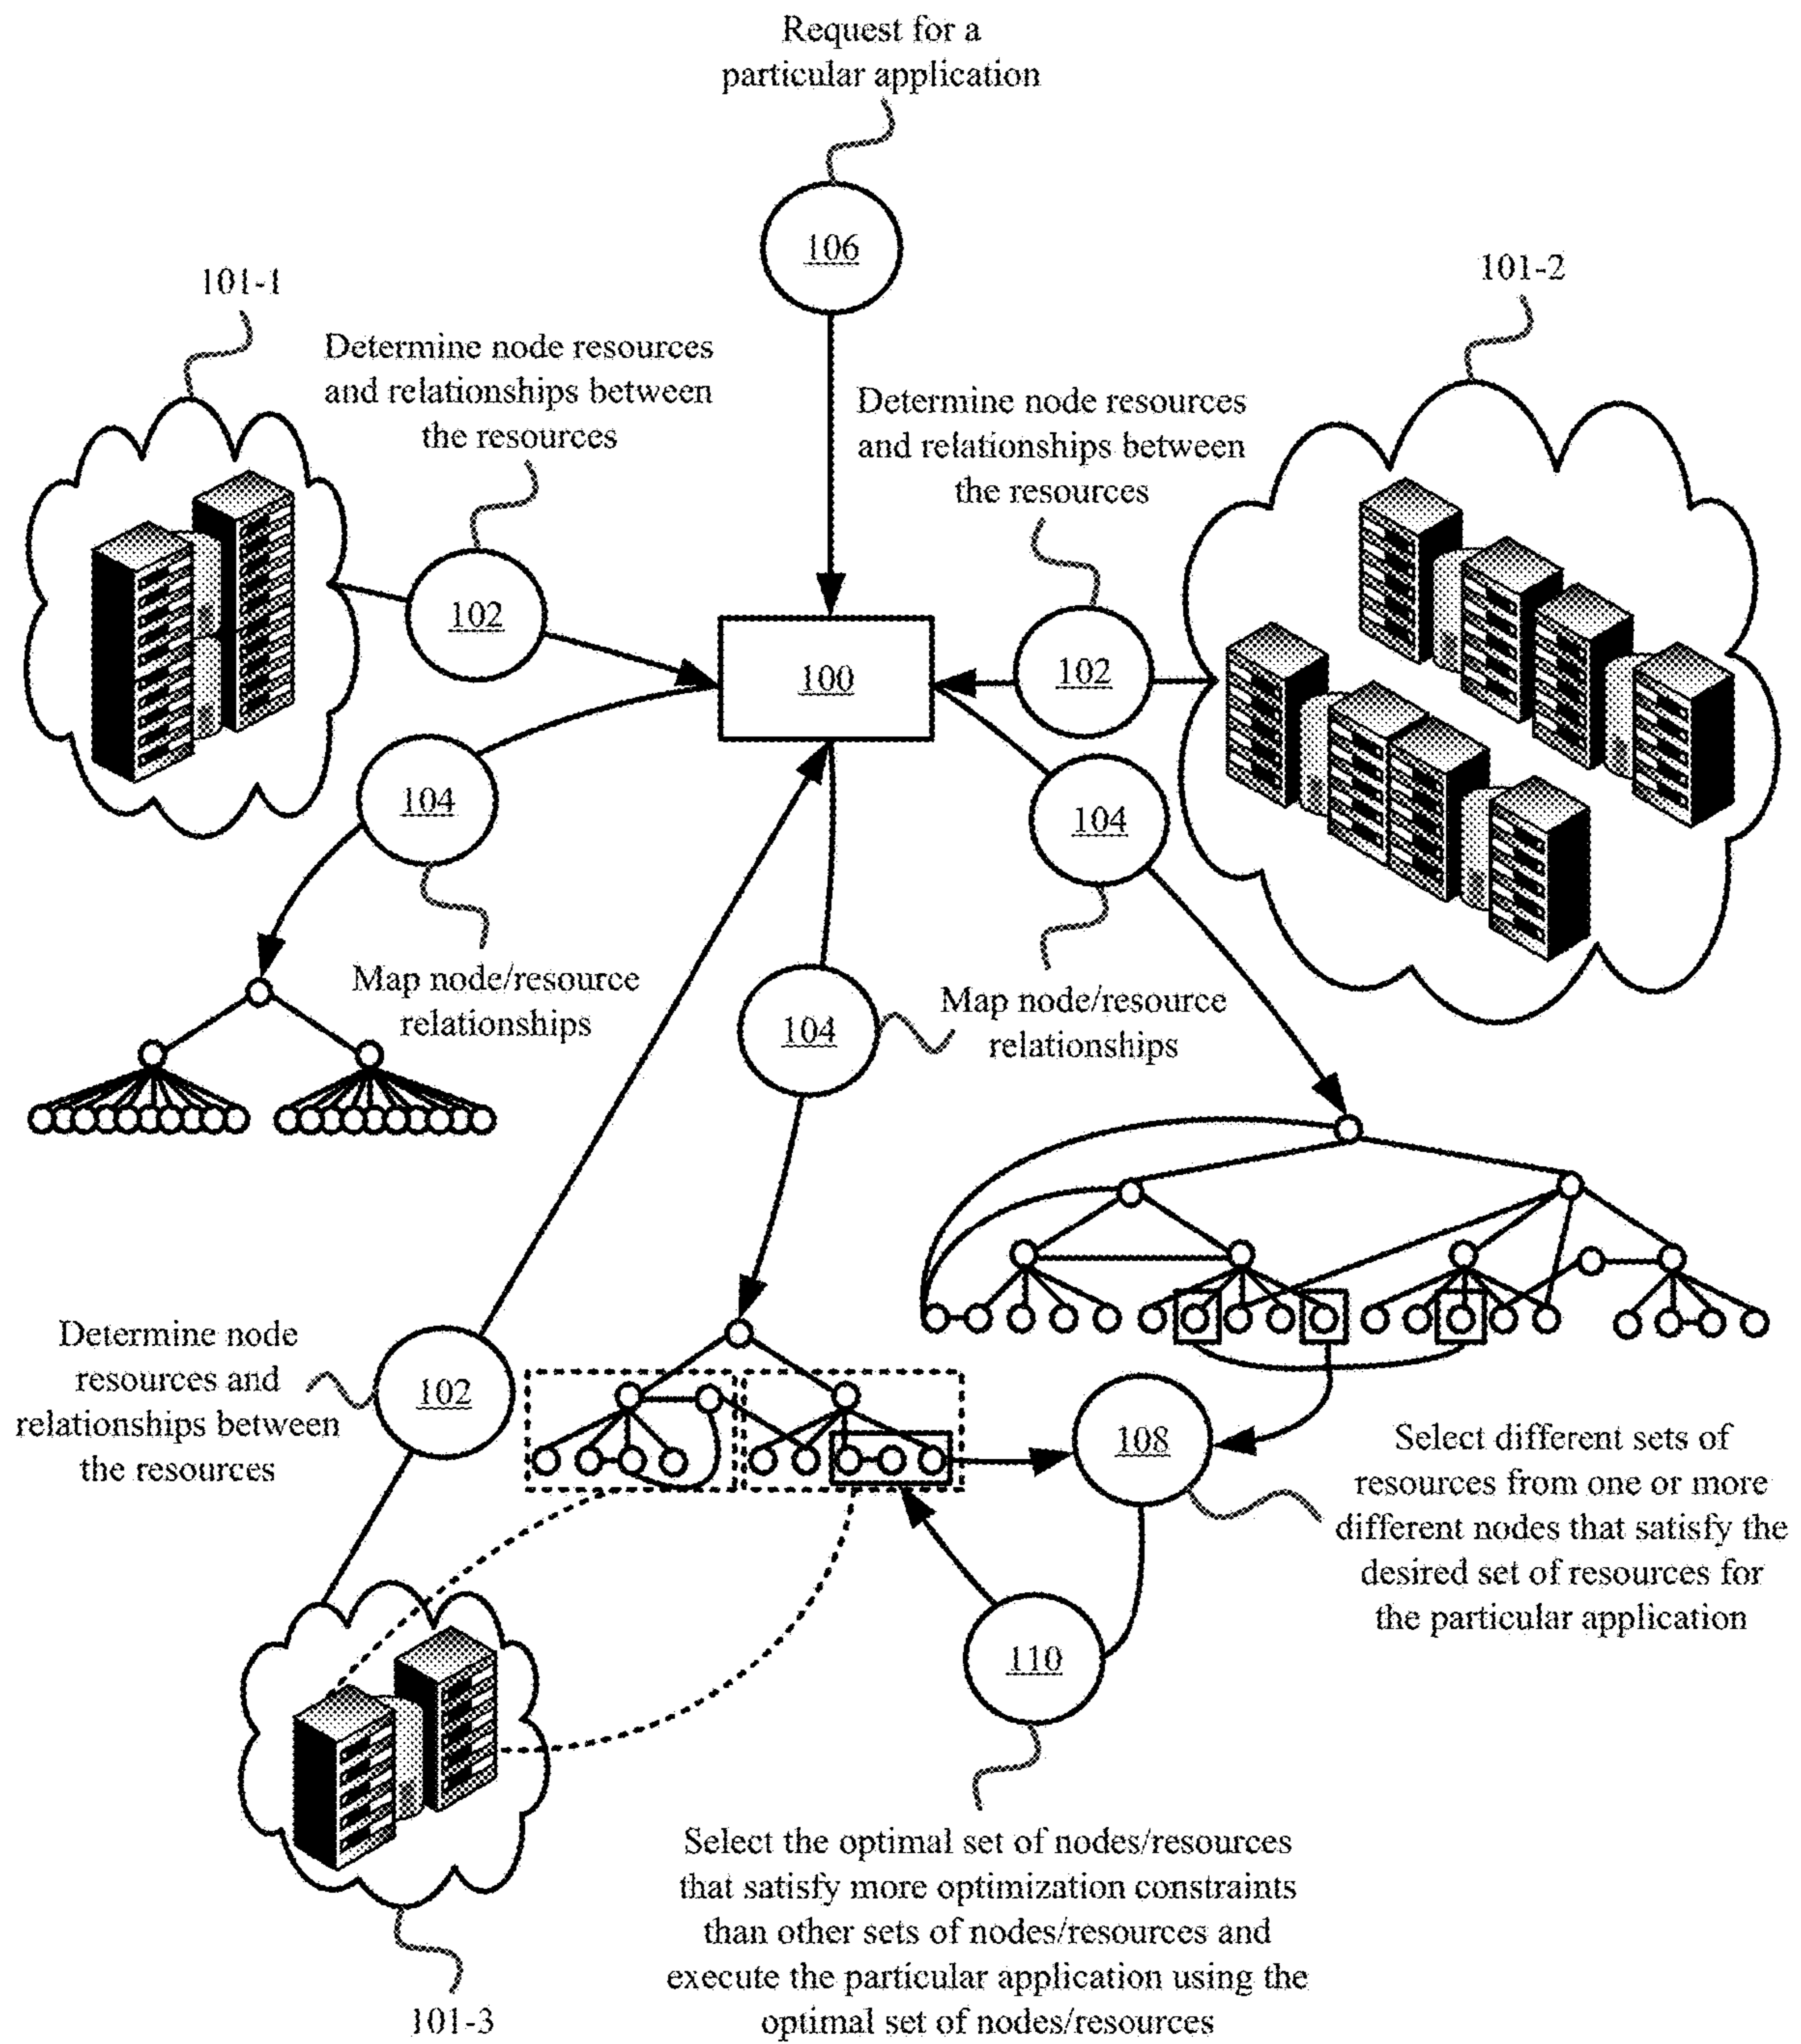 Request for a
particular application
106
101-1
101-2
Determine node resources
and relationships between
the resources
Determine node resources
and relationships between
the resources
102
100
102
104
104
Map node/resource
relationships
104
Map node/resource
relationships
Determine node
resources and
relationships between
the resources
102
108
Select different sets of
resources from one or more
different nodes that satisfy the
desired set of resources for
the particular application
110
Select the optimal set of nodes/resources
that satisfy more optimization constraints
than other sets of nodes/resources and
execute the particular application using the
optimal set of nodes/resources
101-3